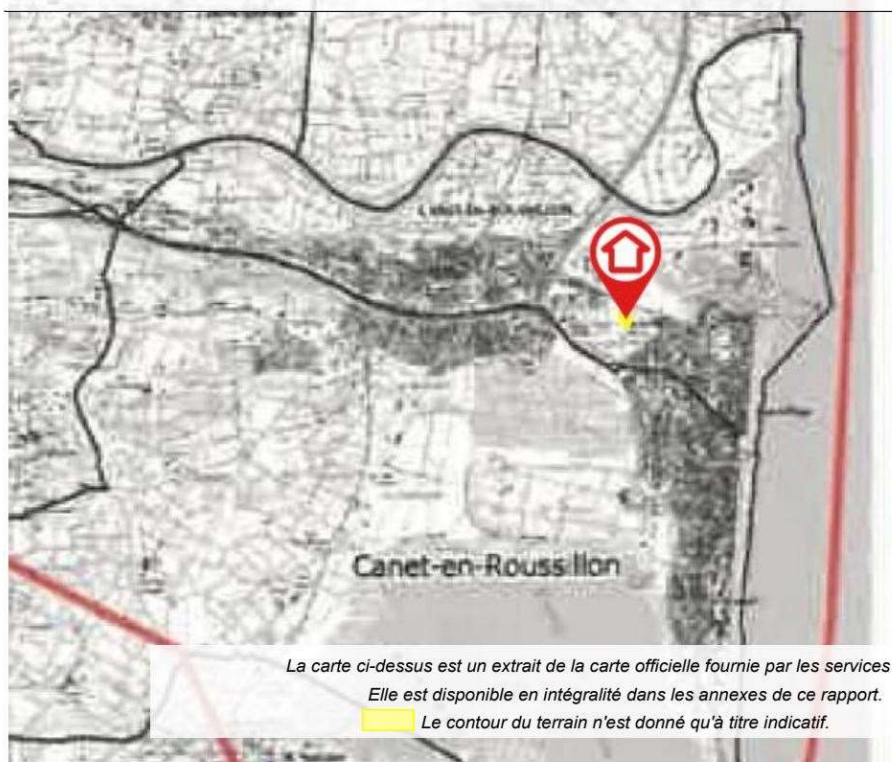 Canet-en-Roussillon
La carte ci-dessus est un extrait de la carte officielle fournie par les services
Elle est disponible en intégralité dans les annexes de ce rapport.
Le contour du terrain n'est donné qu'à titre indicatif.